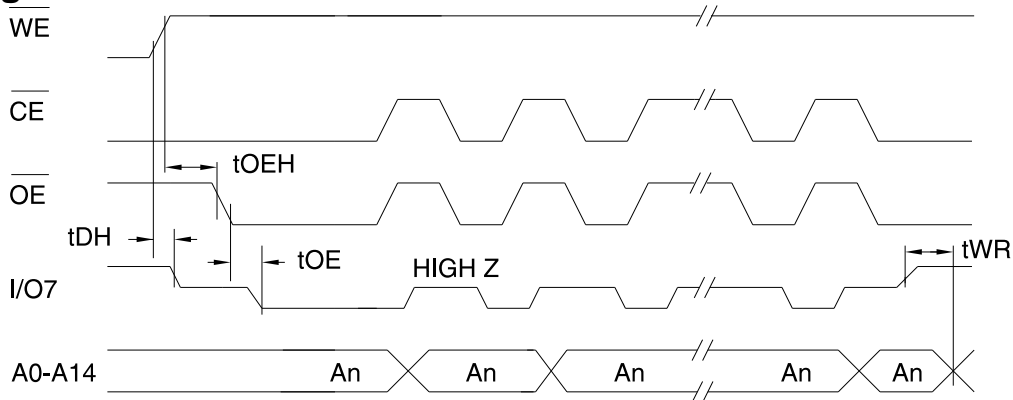 WE
CE
tOEH
OE
tDH
tOE
tWR
HIGH Z
I/O7
A0-A14 An An An An An